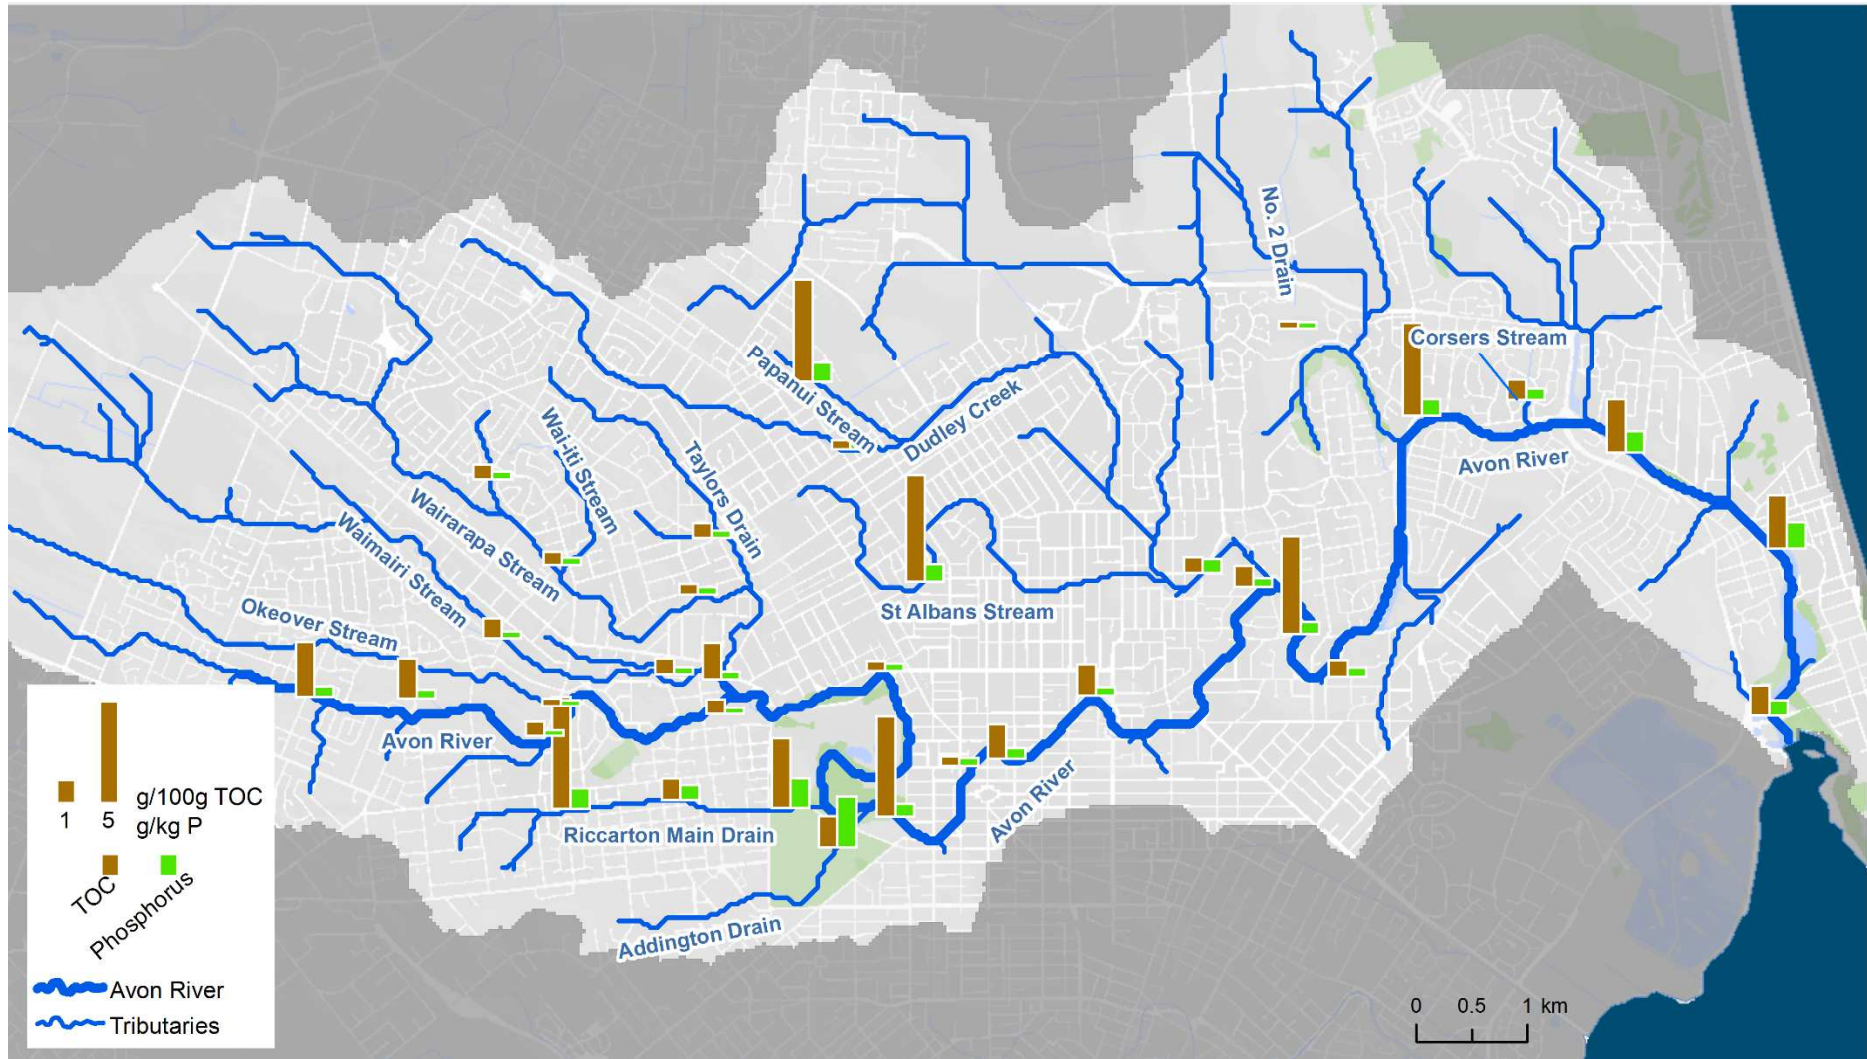 No. 2 Drain
Corsers Stream
Papanui Stream
Dudley Creek
Wai-iti Stream
Taylors Drain
Avon River
Wairarapa Stream
Waimairi Stream
Okeover Stream
St Albans Stream
Avon River
Avon River
Riccarton Main Drain
Addington Drain
g/100g TOC
1 5 g/kg P
TOC
Phosphorus
Avon River
Tributaries
0 0.5 1 km